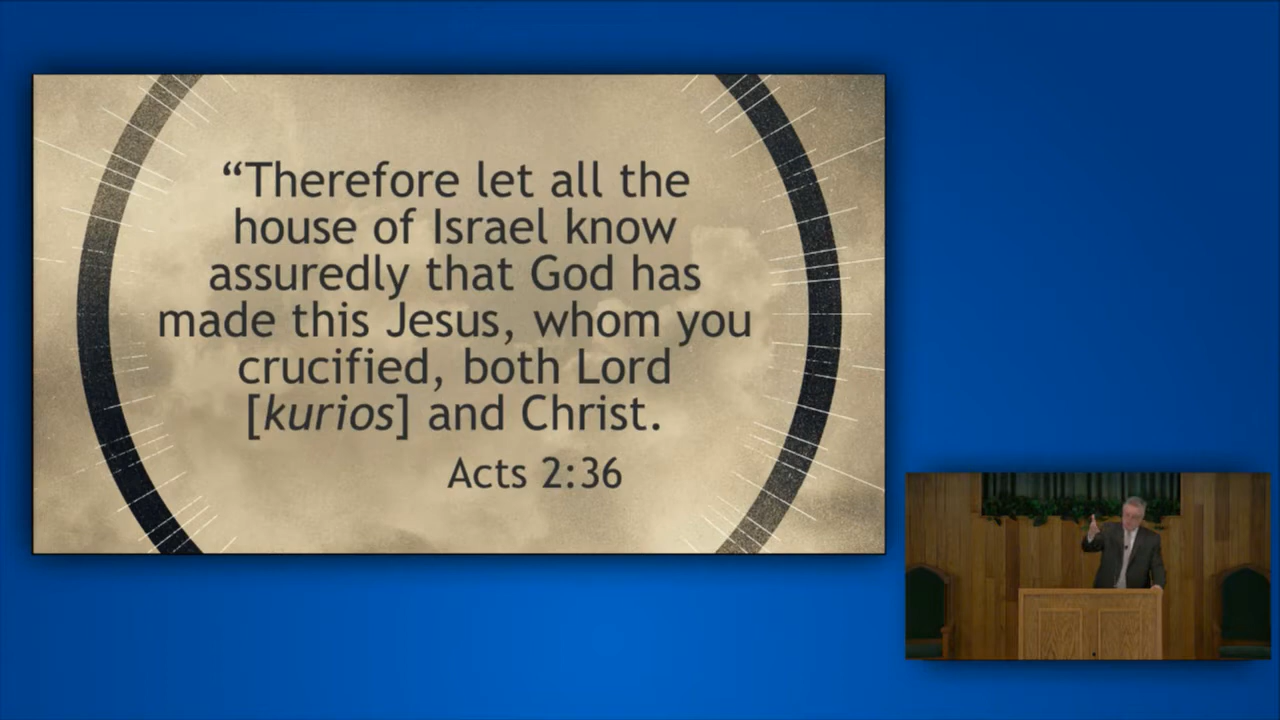 “Therefore let all the
house of Israel know
assuredly that God has
made this Jesus, whom you
crucified, both Lord
[kurios] and Christ.
Acts 2:36